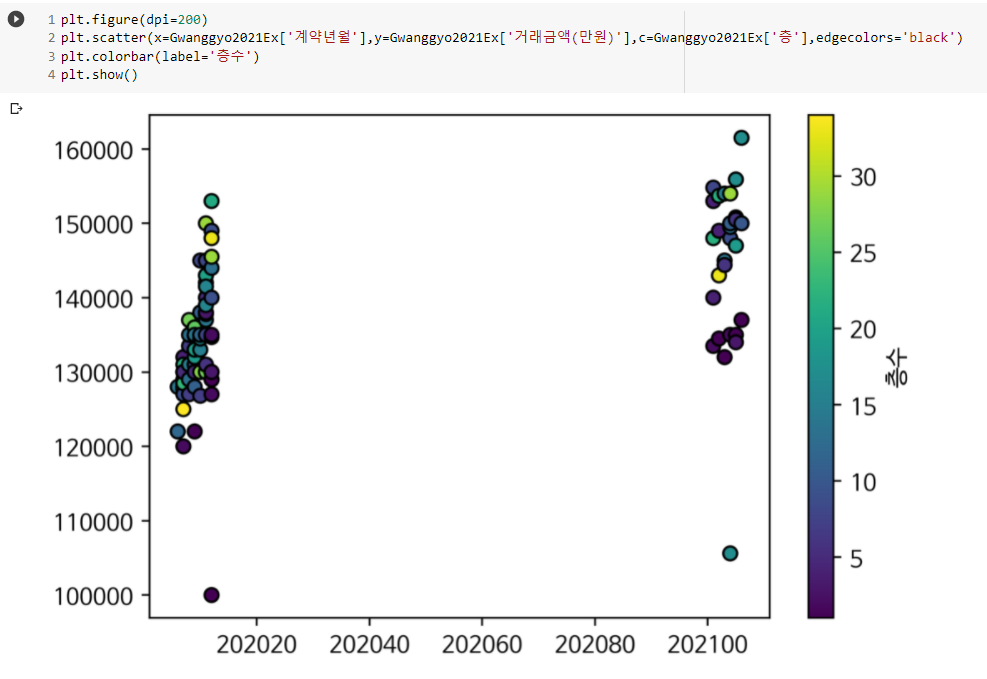 1 plt.figure(dpi=200)
2 plt.scatter(x=Gwanggyo2021Ex['계약년월'],y=Gwanggyo2021Ex['거래금액(만원)'],c=Gwanggyo2021Ex['층'],edgecolors='black')
3 plt.colorbar(label='층수')
4 plt.show()
160000
150000
140000
130000
120000
110000
100000
202020 202040 202060 202080 202100
30
25
20
15
10
5
층수